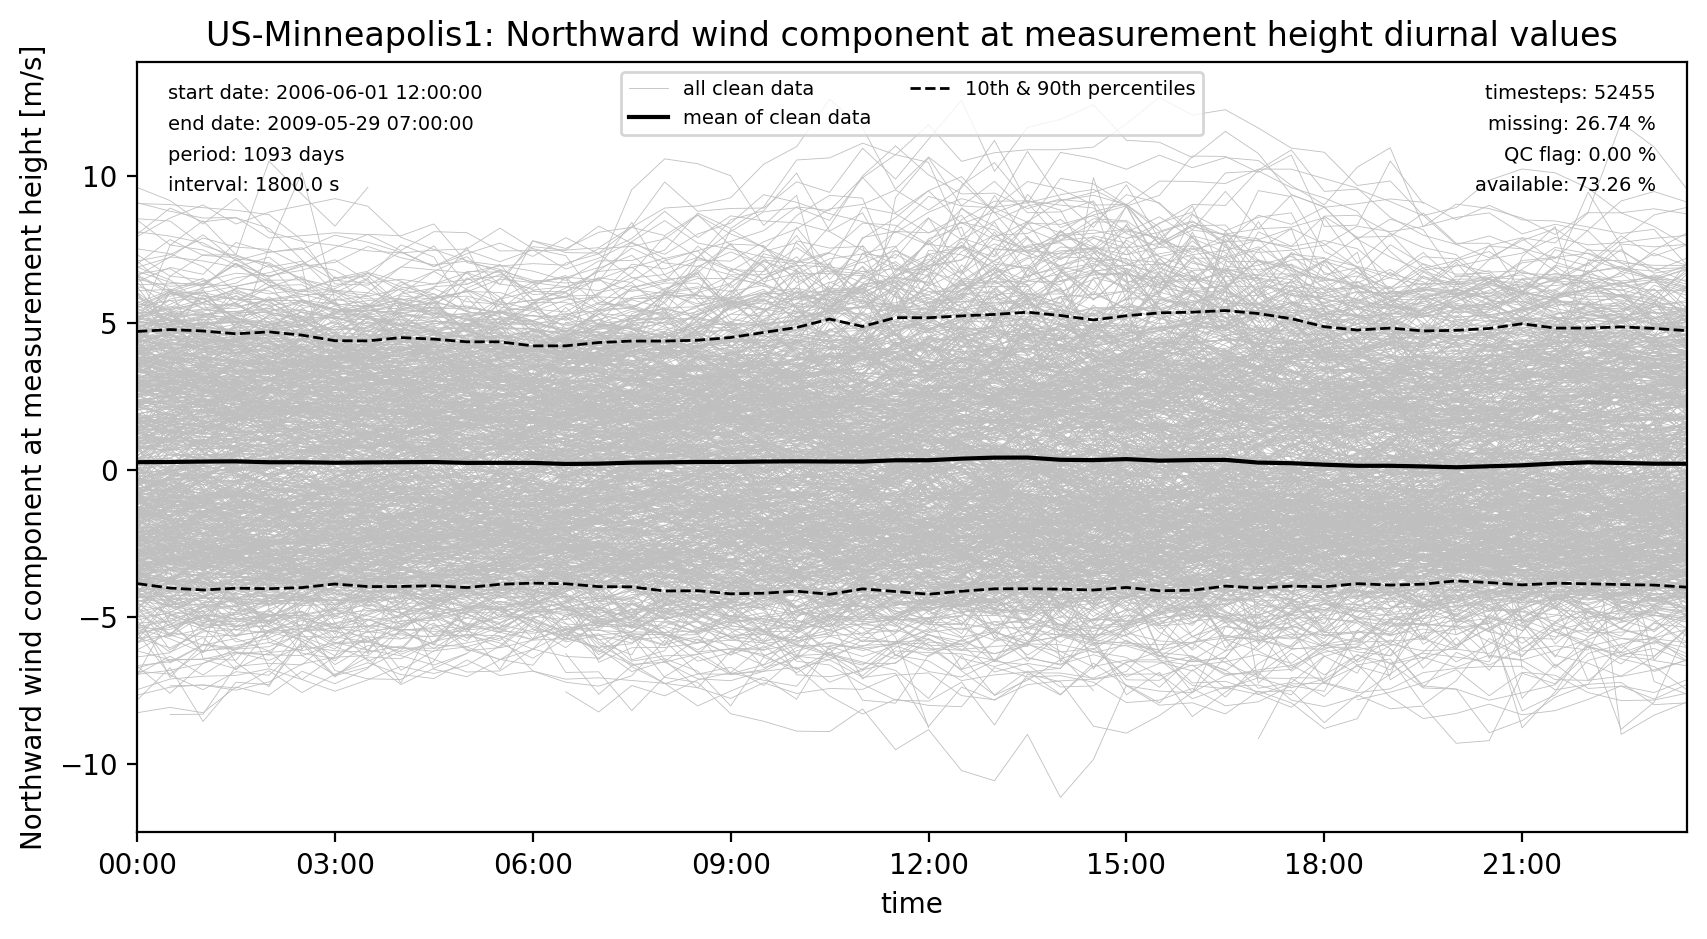 US-Minneapolis1: Northward wind component at measurement height diurnal values
Northward wind component at measurement height [m/s]
start date: 2006-06-01 12:00:00
end date: 2009-05-29 07:00:00
period: 1093 days
interval: 1800.0 s
all clean data
mean of clean data
10th & 90th percentiles
timesteps: 52455
missing: 26.74 %
QC flag: 0.00 %
available: 73.26 %
10
5
0
−5
−10
00:00
03:00
06:00
09:00
12:00
15:00
18:00
21:00
time